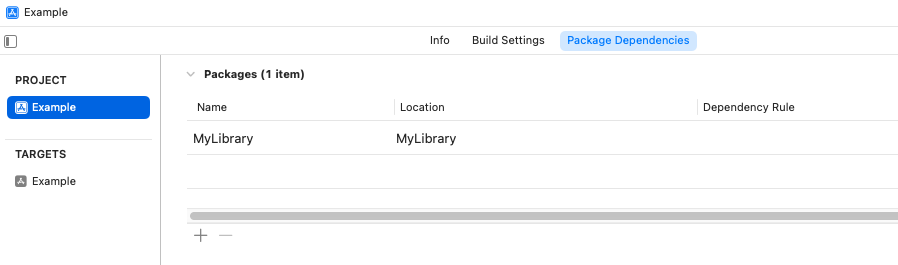 Example
Info Build Settings Package Dependencies
PROJECT
Example
TARGETS
Example
Packages (1 item)
Name Location Dependency Rule
MyLibrary MyLibrary